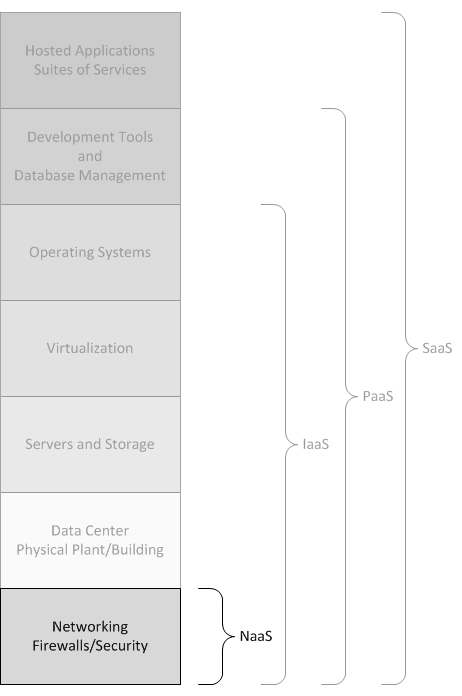 Hosted Applications
Suites of Services
Development Tools
and
Database Management
Operating Systems
Virtualization
SaaS
PaaS
Servers and Storage
IaaS
Data Center
Physical Plant/Building
Networking
Firewalls/Security
NaaS